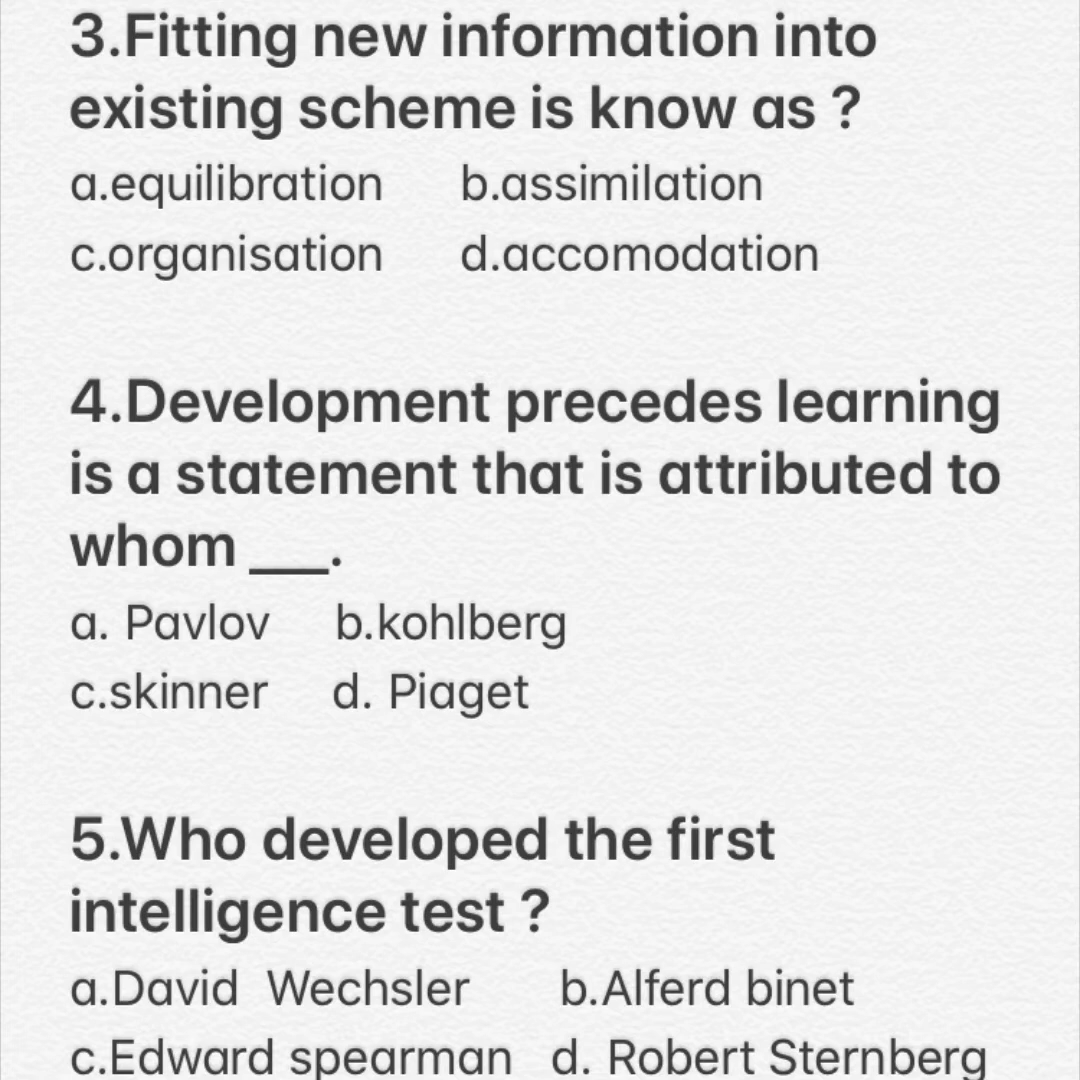 3.Fitting new information into
existing scheme is know as ?
a.equilibration b.assimilation
c.organisation d.accomodation
4.Development precedes learning
is a statement that is attributed to
whom ___.
a. Pavlov b.kohlberg
c.skinner d. Piaget
5.Who developed the first
intelligence test ?
a.David Wechsler b.Alferd binet
c.Edward spearman d. Robert Sternberg